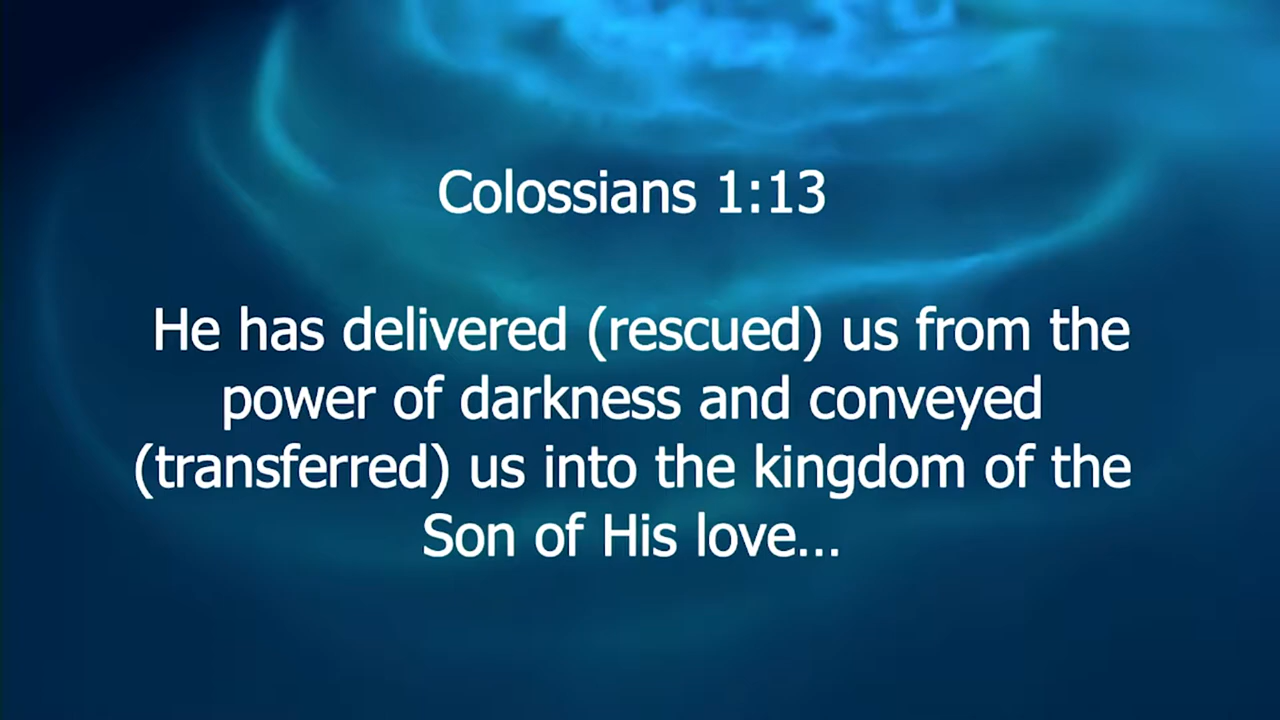 Colossians 1:13
He has delivered (rescued) us from the
power of darkness and conveyed
(transferred) us into the kingdom of the
Son of His love...